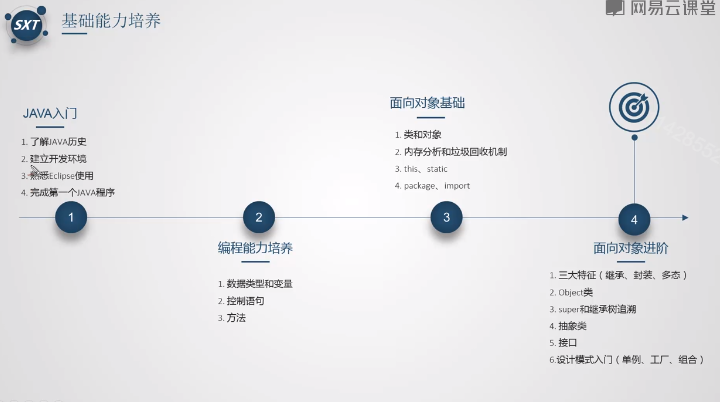 SXT
基础能力培养
网易云课堂
JAVA入门
1. 了解JAVA历史
2. 建立开发环境
3. 熟悉Eclipse使用
4. 完成第一个JAVA程序
1
2
编程能力培养
1. 数据类型和变量
2. 控制语句
3. 方法
面向对象基础
1. 类和对象
2. 内存分析和垃圾回收机制
3. this、static
4. package、import
3
4
面向对象进阶
1. 三大特征（继承、封装、多态）
2. Object类
3. super和继承树追溯
4. 抽象类
5. 接口
6.设计模式入门（单例、工厂、组合）